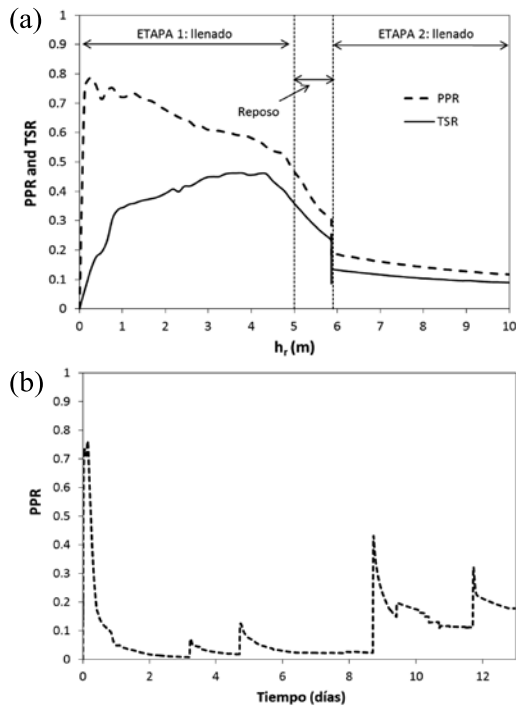 (a)
1
0.9
0.8
0.7
0.6
0.5
0.4
0.3
0.2
0.1
0
PPR and TSR
ETAPA 1: llenado
ETAPA 2: llenado
Reposo
PPR
TSR
0 1 2 3 4 5 6 7 8 9 10
hr (m)
(b)
1
0.9
0.8
0.7
0.6
0.5
0.4
0.3
0.2
0.1
0
PPR
0 2 4 6 8 10 12
Tiempo (días)